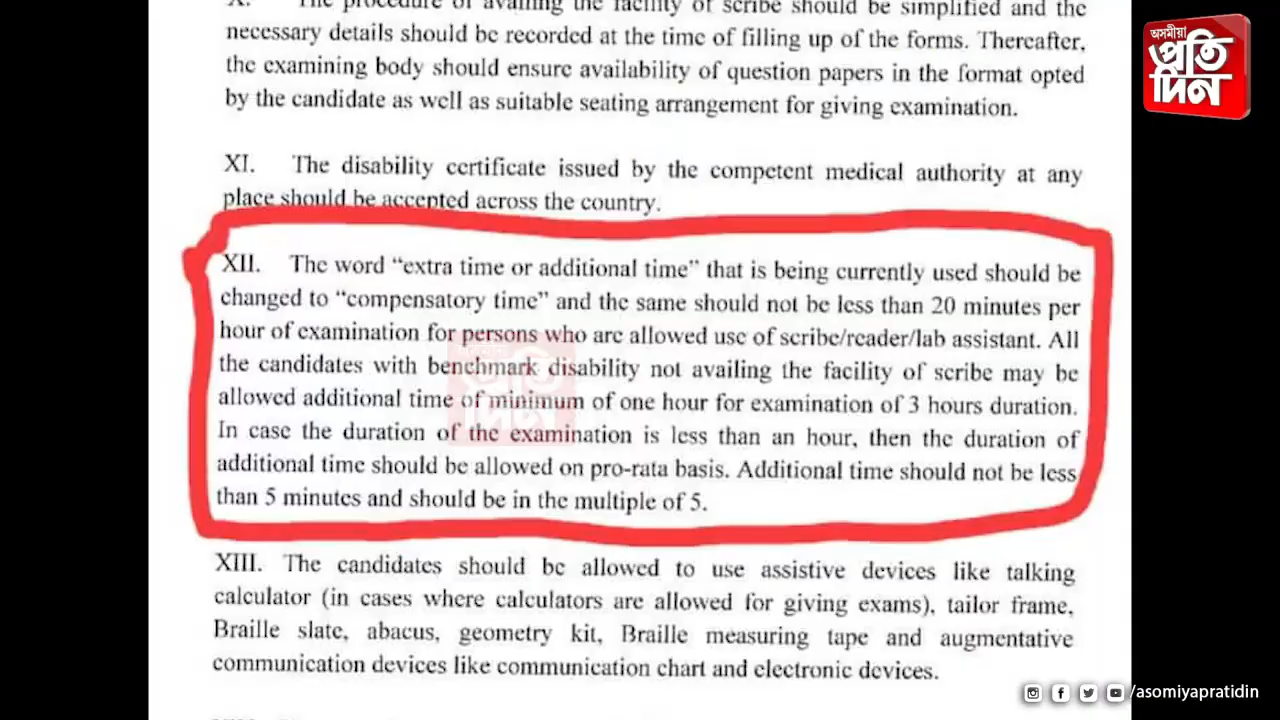 X. The procedure of availing the facility of scribe should be simplified and the
necessary details should be recorded at the time of filling up of the forms. Thereafter,
the examining body should ensure availability of question papers in the format opted
by the candidate as well as suitable seating arrangement for giving examination.
XI. The disability certificate issued by the competent medical authority at any
place should be accepted across the country.
XII. The word “extra time or additional time” that is being currently used should be
changed to “compensatory time” and the same should not be less than 20 minutes per
hour of examination for persons who are allowed use of scribe/reader/lab assistant. All
the candidates with benchmark disability not availing the facility of scribe may be
allowed additional time of minimum of one hour for examination of 3 hours duration.
In case the duration of the examination is less than an hour, then the duration of
additional time should be allowed on pro-rata basis. Additional time should not be less
than 5 minutes and should be in the multiple of 5.
XIII. The candidates should be allowed to use assistive devices like talking
calculator (in cases where calculators are allowed for giving exams), tailor frame,
Braille slate, abacus, geometry kit, Braille measuring tape and augmentative
communication devices like communication chart and electronic devices.
অসমীয়া
প্ৰতি
দিন
/asomiyapratidin